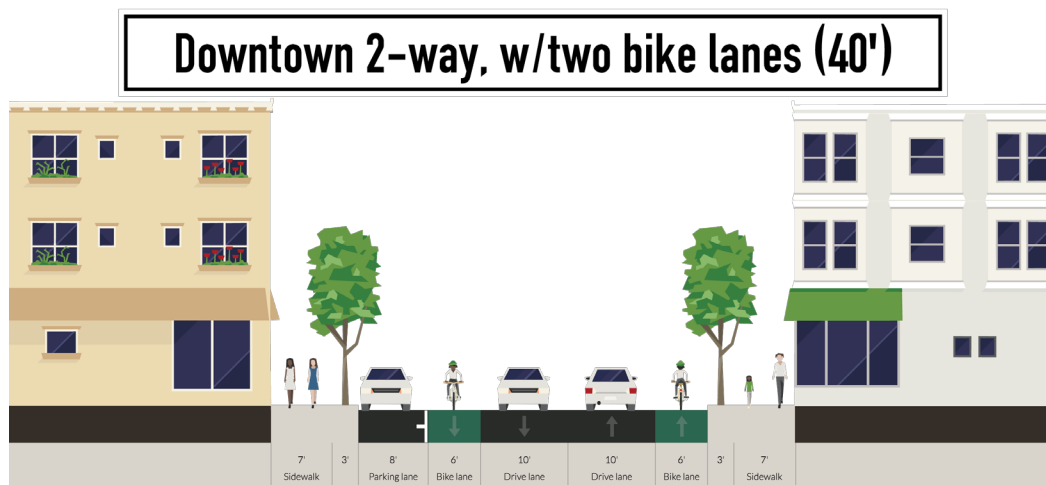 Downtown 2-way, w/two bike lanes (40')
7' 3' 8' 6' 10' 10' 6' 3' 7'
Sidewalk Parking lane Bike lane Drive lane Drive lane Bike lane Sidewalk